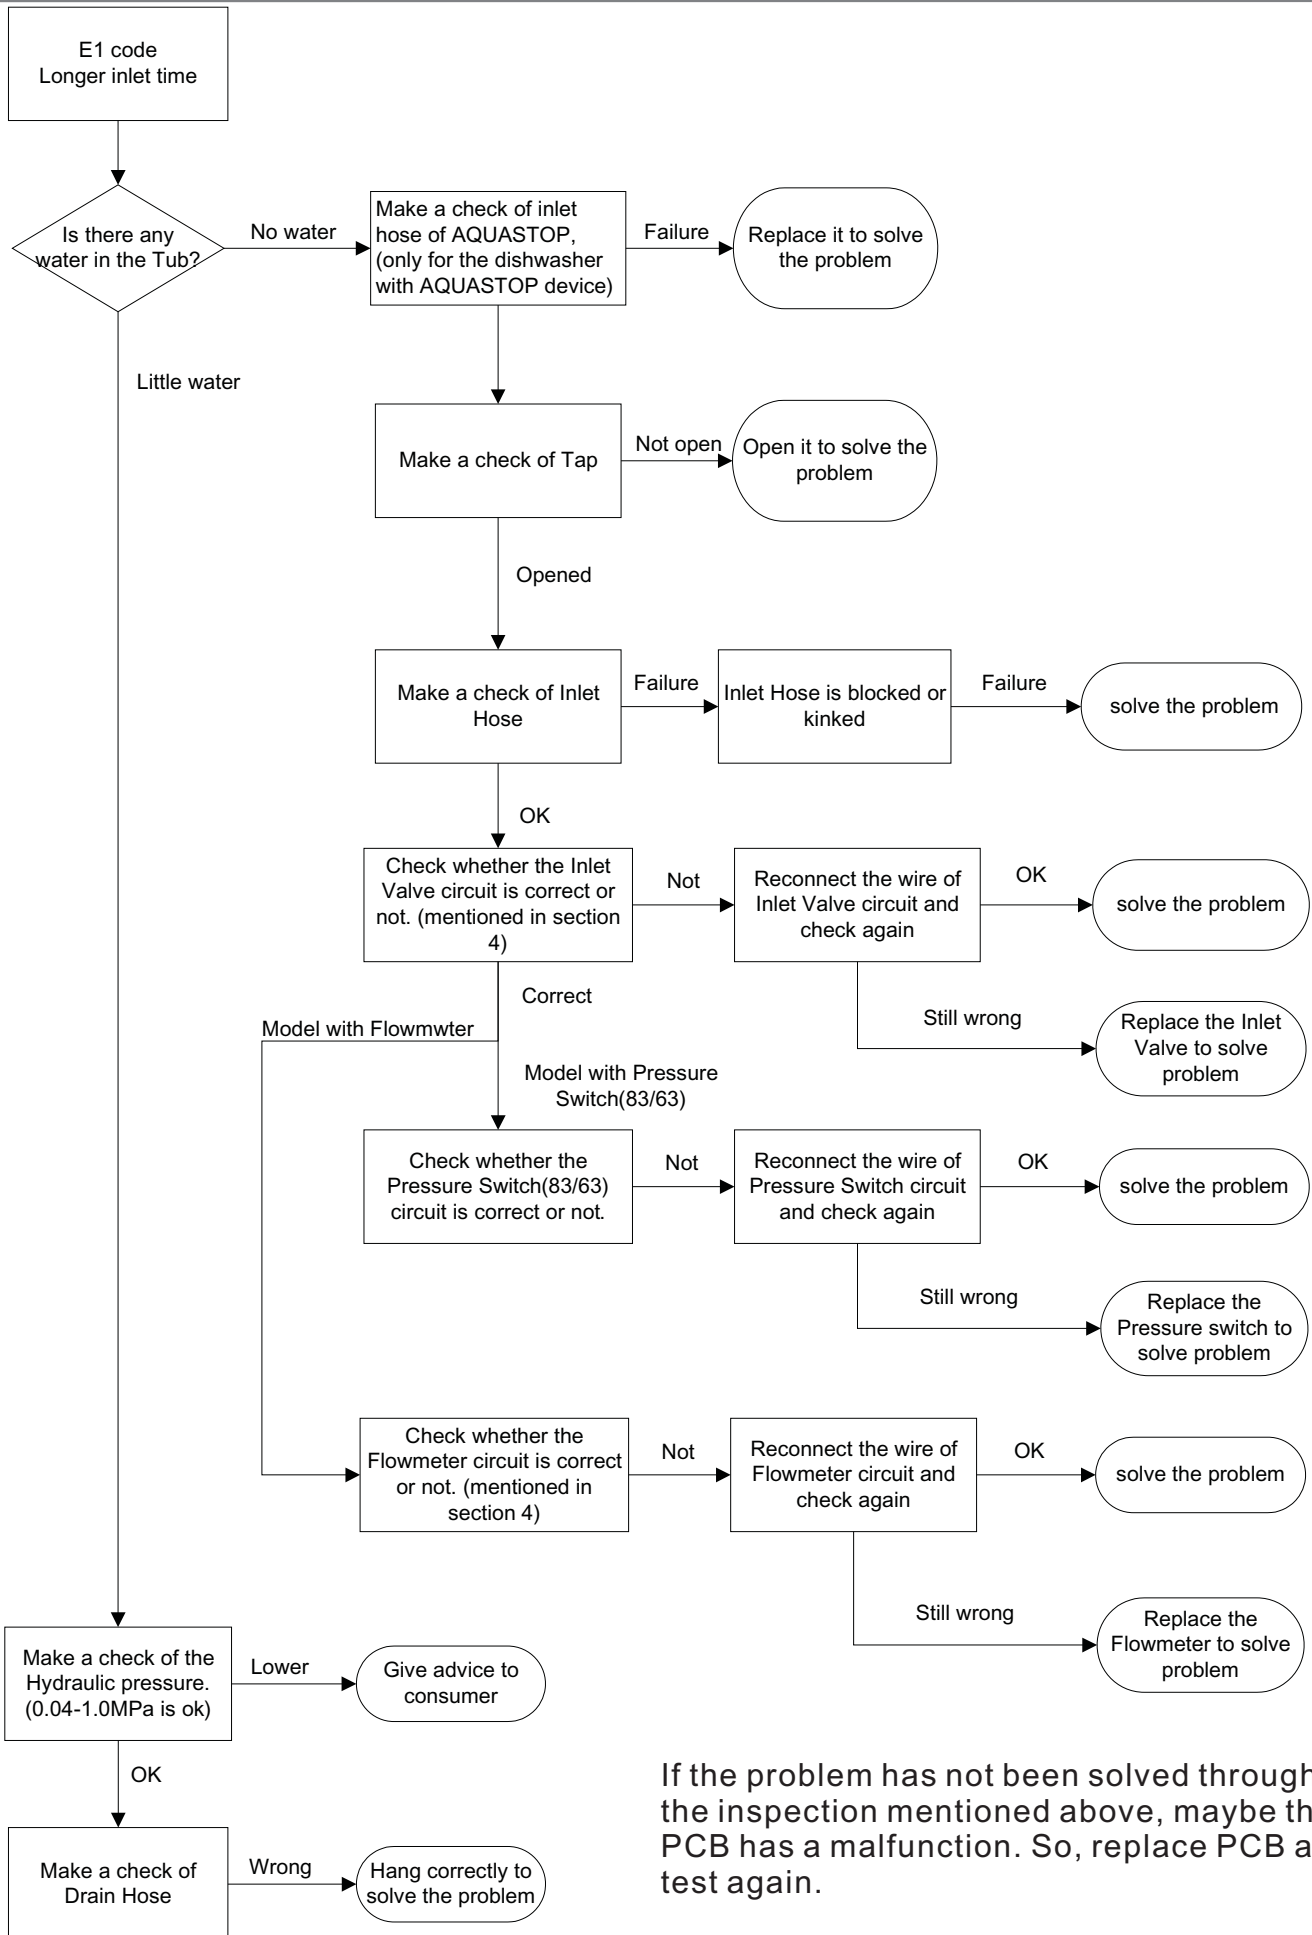 E1 code
Longer inlet time
Is there any
water in the Tub?
No water
Make a check of inlet
hose of AQUASTOP,
(only for the dishwasher
with AQUASTOP device)
Failure
Replace it to solve
the problem
Little water
Make a check of Tap
Not open
Open it to solve the
problem
Opened
Make a check of Inlet
Hose
Failure
Inlet Hose is blocked or
kinked
Failure
solve the problem
OK
Check whether the Inlet
Valve circuit is correct or
not. (mentioned in section
4)
Not
Reconnect the wire of
Inlet Valve circuit and
check again
OK
solve the problem
Correct
Still wrong
Replace the Inlet
Valve to solve
problem
Model with Flowmwter
Model with Pressure
Switch(83/63)
Check whether the
Pressure Switch(83/63)
circuit is correct or not.
Not
Reconnect the wire of
Pressure Switch circuit
and check again
OK
solve the problem
Still wrong
Replace the
Pressure switch to
solve problem
Check whether the
Flowmeter circuit is correct
or not. (mentioned in
section 4)
Not
Reconnect the wire of
Flowmeter circuit and
check again
OK
solve the problem
Still wrong
Replace the
Flowmeter to solve
problem
Make a check of the
Hydraulic pressure.
(0.04-1.0MPa is ok)
Lower
Give advice to
consumer
OK
Make a check of
Drain Hose
Wrong
Hang correctly to
solve the problem
If the problem has not been solved through
the inspection mentioned above, maybe th
PCB has a malfunction. So, replace PCB a
test again.